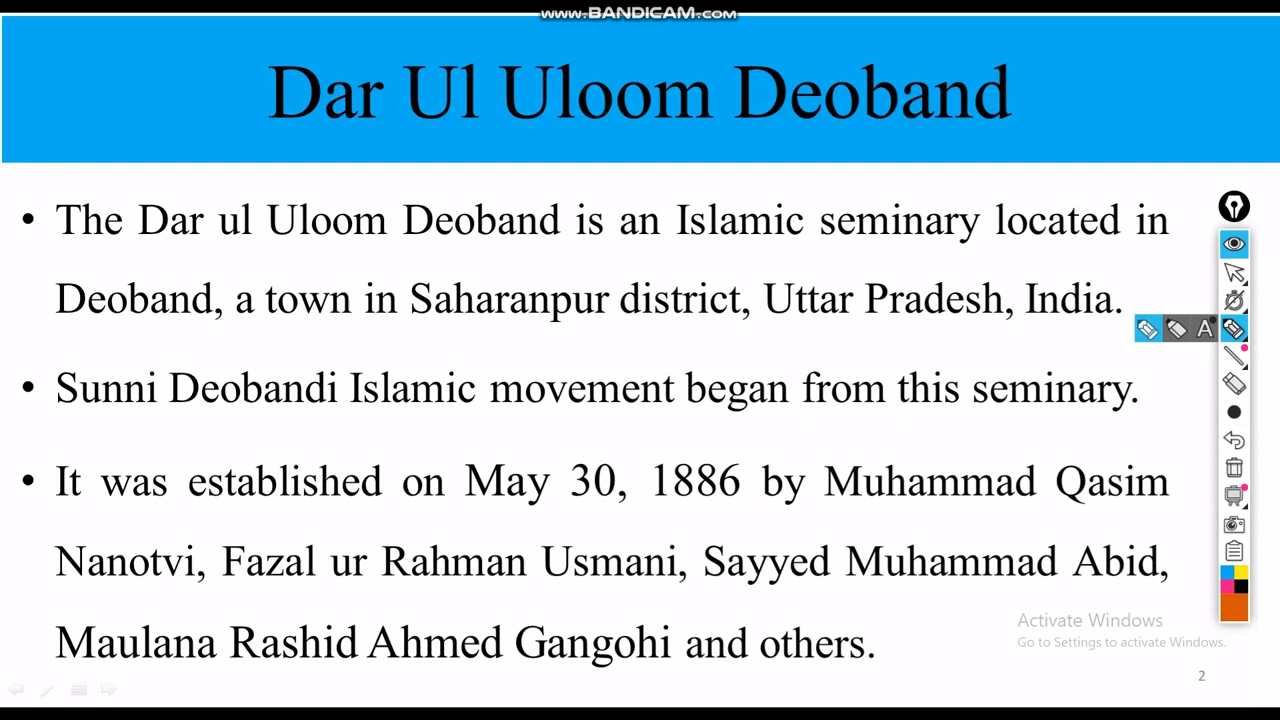 www.BANDICAM.com
Dar Ul Uloom Deoband
• The Dar ul Uloom Deoband is an Islamic seminary located in
Deoband, a town in Saharanpur district, Uttar Pradesh, India.
A
• Sunni Deobandi Islamic movement began from this seminary.
• It was established on May 30, 1886 by Muhammad Qasim
Nanotvi, Fazal ur Rahman Usmani, Sayyed Muhammad Abid,
Maulana Rashid Ahmed Gangohi and others.
Activate Windows
Go to Settings to activate Windows.
2